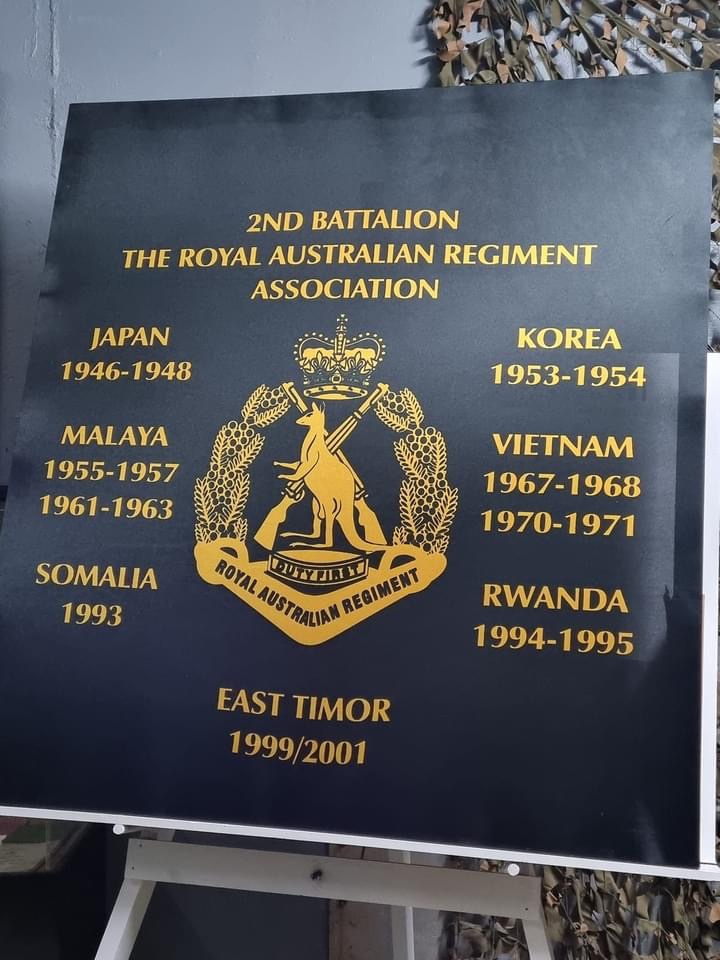 2ND BATTALION
THE ROYAL AUSTRALIAN REGIMENT
ASSOCIATION
JAPAN
1946-1948
KOREA
1953-1954
MALAYA
1955-1957
1961-1963
VIETNAM
1967-1968
1970-1971
SOMALIA
1993
RWANDA
1994-1995
DUTY FIRST
ROYAL AUSTRALIAN REGIMENT
EAST TIMOR
1999/2001